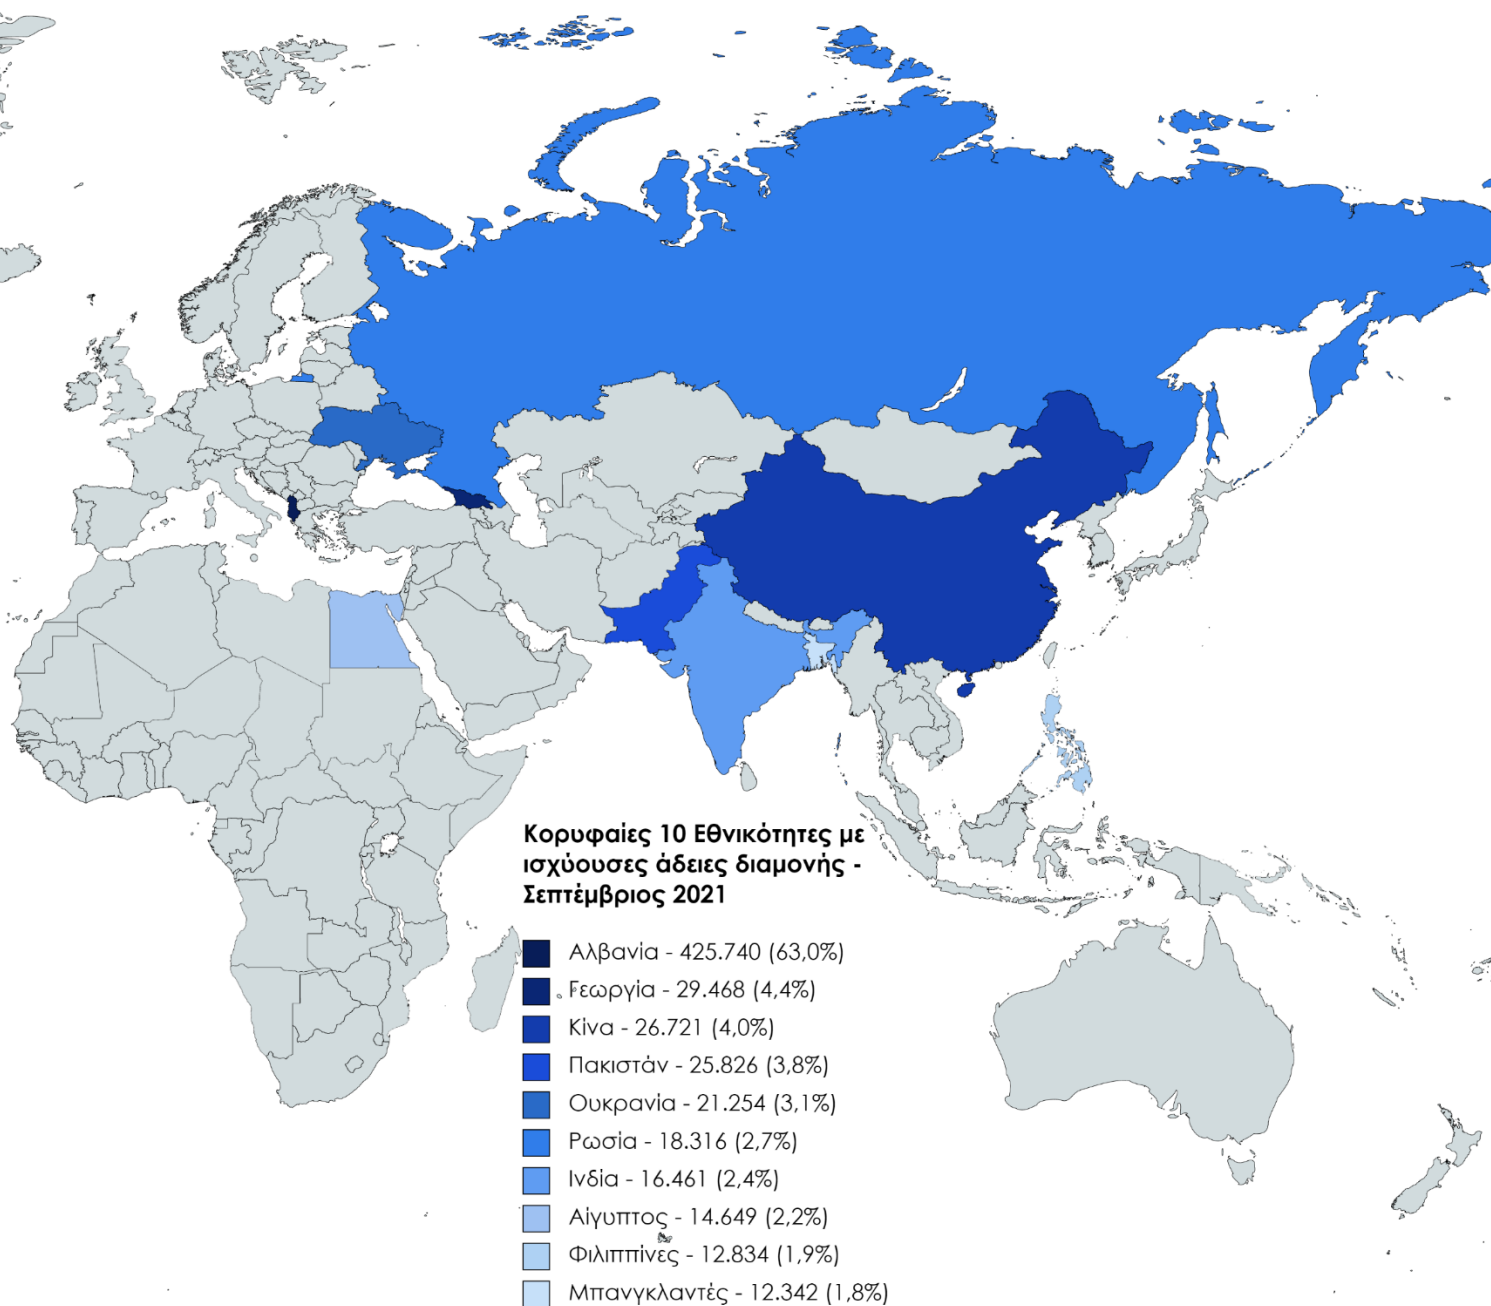 Κορυφαίες 10 Εθνικότητες με
ισχύουσες άδειες διαμονής -
Σεπτέμβριος 2021
Αλβανία - 425.740 (63,0%)
Γεωργία - 29.468 (4,4%)
Κίνα - 26.721 (4,0%)
Πακιστάν - 25.826 (3,8%)
Ουκρανία - 21.254 (3,1%)
Ρωσία - 18.316 (2,7%)
Ινδία - 16.461 (2,4%)
Αίγυπτος - 14.649 (2,2%)
Φιλιππίνες - 12.834 (1,9%)
Μπανγκλαντές - 12.342 (1,8%)